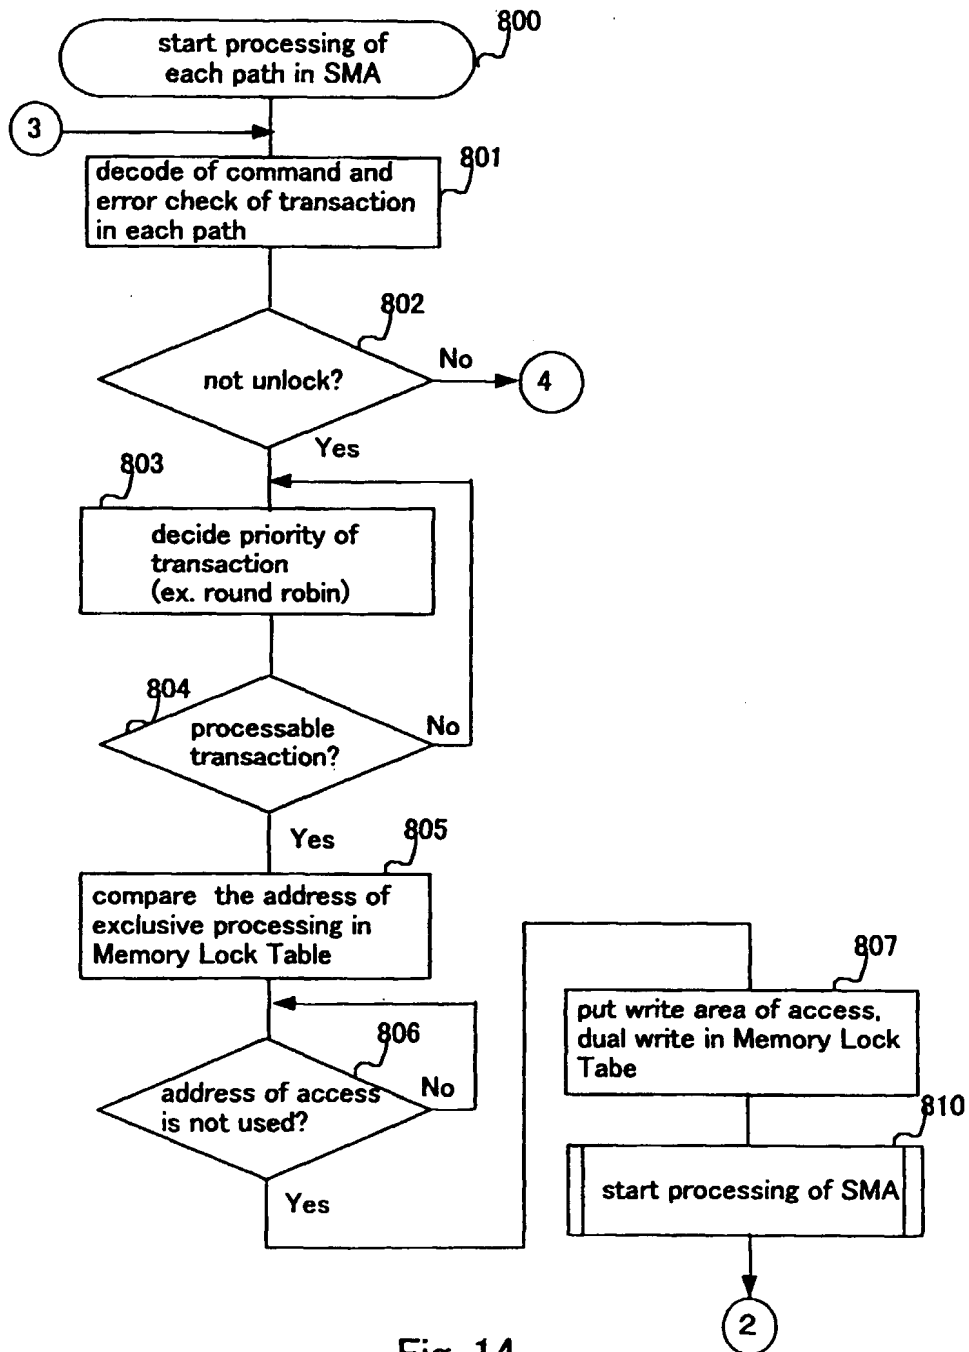 800
start processing of
each path in SMA
3
801
decode of command and
error check of transaction
in each path
802
not unlock?
No
4
Yes
803
decide priority of
transaction
(ex. round robin)
804
processable
transaction?
No
Yes
805
compare the address of
exclusive processing in
Memory Lock Table
806
address of access
is not used?
No
Yes
807
put write area of access,
dual write in Memory Lock
Tabe
810
start processing of SMA
2
Fig. 14